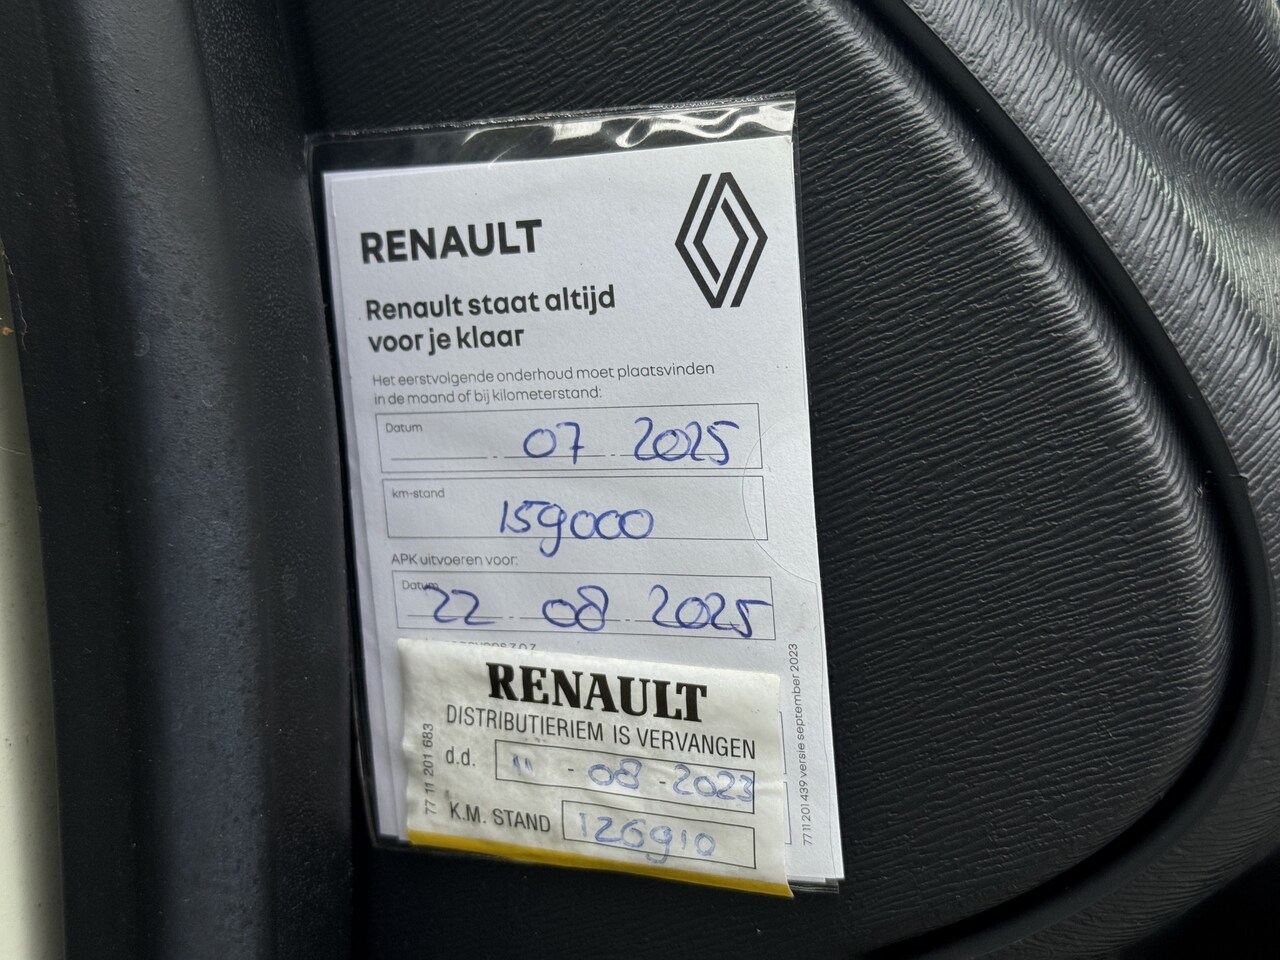 RENAULT
Renault staat altijd
voor je klaar
Het eerstvolgende onderhoud moet plaatsvinden
in de maand of bij kilometerstand:
Datum
07 2025
km-stand
159000
APK uitvoeren voor:
Datum
22 08 2025
RENAULT
DISTRIBUTIERIEM IS VERVANGEN
d.d. 11 - 08 - 2023
K.M. STAND 126910
77 11 201 683
77 11 201 439 versie september 2023